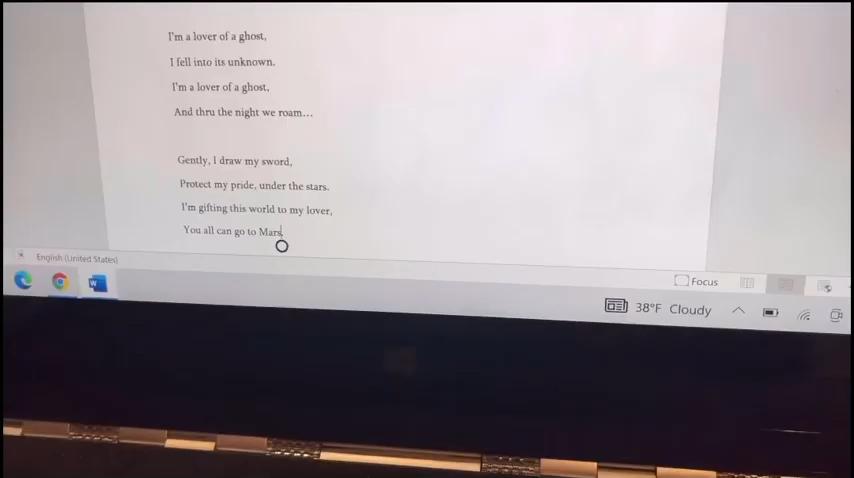 I'm a lover of a ghost,
I fell into its unknown.
I'm a lover of a ghost,
And thru the night we roam...
Gently, I draw my sword,
Protect my pride, under the stars.
I'm gifting this world to my lover,
You all can go to Mars
English (United States)
Focus
W
38°F Cloudy